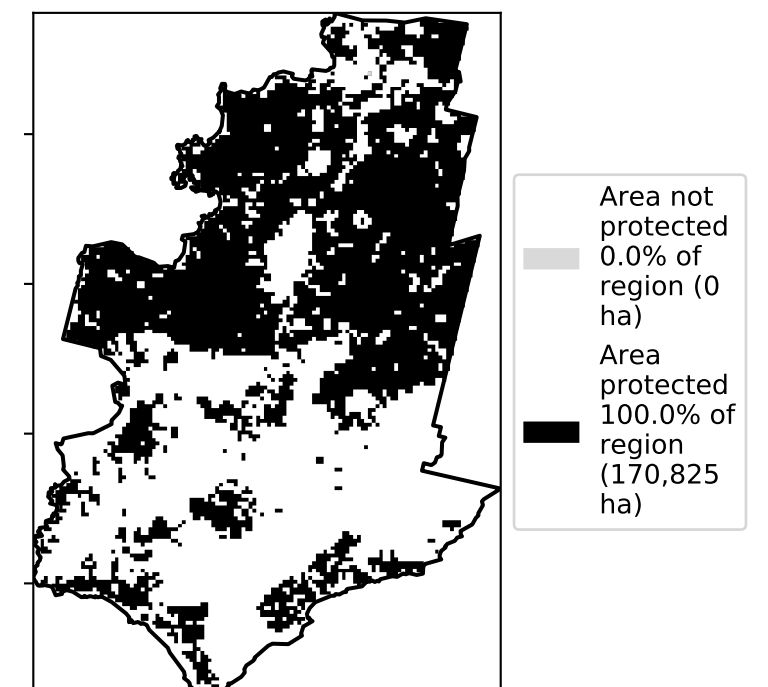 Area not
protected
0.0% of
region (0
ha)
Area
protected
100.0% of
region
(170,825
ha)